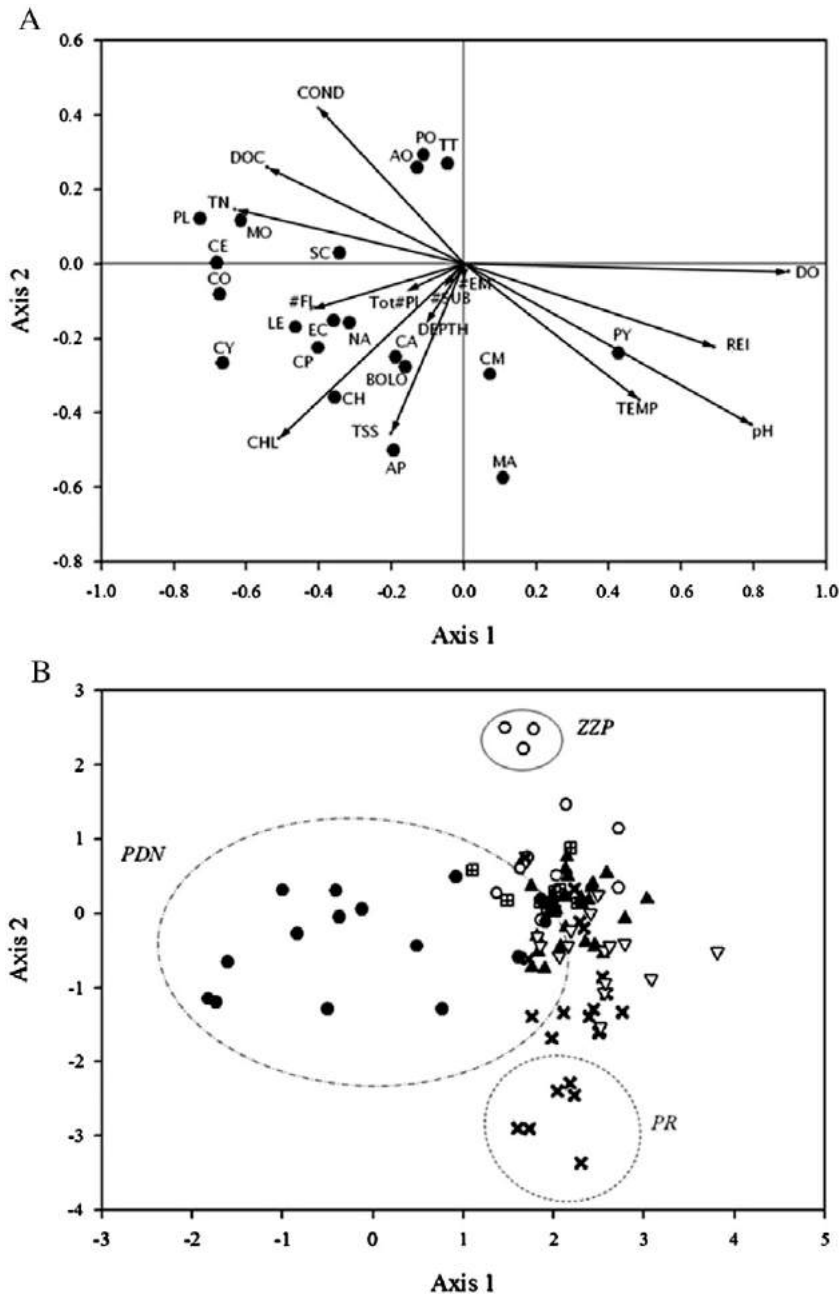 A
0.6
0.4
0.2
0.0
-0.2
-0.4
-0.6
-0.8
Axis 2
COND
DOC
PO
AO
TT
TN
PL
MO
CE
SC
CO
DO
#EM
#FL
Tot#PL
#SUB
DEPTH
LE
EC
NA
CP
CA
CY
BOLO
CM
PY
REI
CH
TEMP
CHL
TSS
pH
AP
MA
-1.0
-0.8
-0.6
-0.4
-0.2
0.0
0.2
0.4
0.6
0.8
1.0
Axis 1
B
3
2
1
0
-1
-2
-3
-4
Axis 2
ZZP
PDN
PR
-3
-2
-1
0
1
2
3
4
5
Axis 1